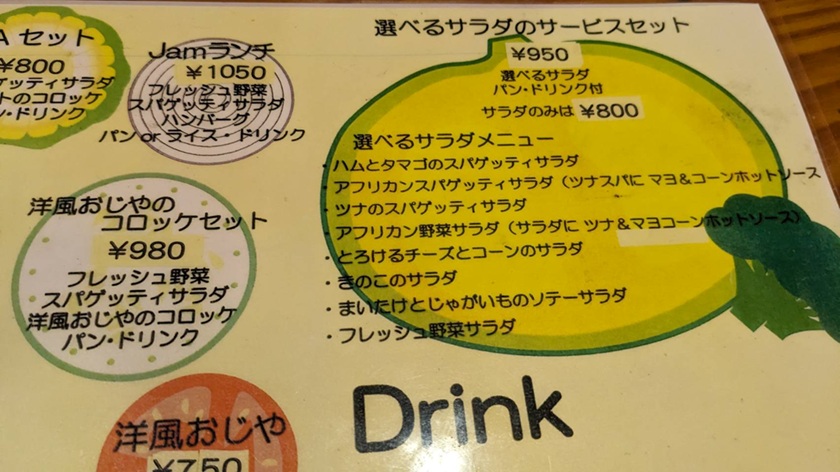 A セット
¥800
ゲッティサラダ
トのコロッケ
・ドリンク
Jamランチ
¥1050
フレッシュ野菜
スパゲッティサラダ
ハンバーグ
パン or ライス・ドリンク
洋風おじやの
コロッケセット
¥980
フレッシュ野菜
スパゲッティサラダ
洋風おじやのコロッケ
パン・ドリンク
洋風おじや
¥750
選べるサラダのサービスセット
¥950
選べるサラダ
パン・ドリンク付
サラダのみは ¥800
選べるサラダメニュー
・ハムとタマゴのスパゲッティサラダ
・アフリカンスパゲッティサラダ（ツナスパに マヨ＆コーンホットソース
・ツナのスパゲッティサラダ
・アフリカン野菜サラダ（サラダに ツナ＆マヨコーンホットソース）
・とろけるチーズとコーンのサラダ
・きのこのサラダ
・まいたけとじゃがいものソテーサラダ
・フレッシュ野菜サラダ
Drink